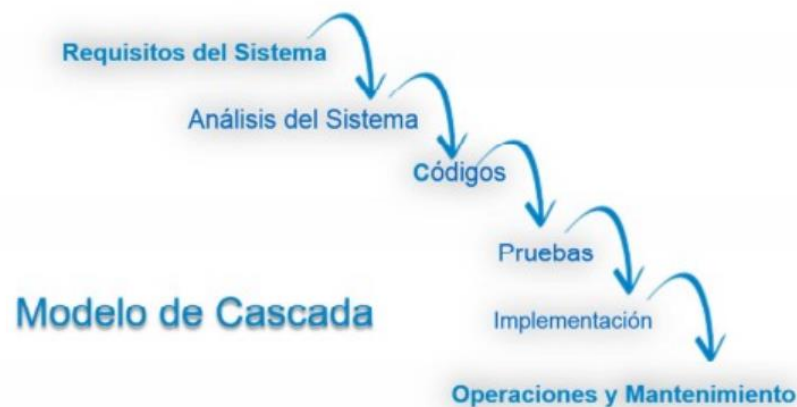 Requisitos del Sistema
Análisis del Sistema
Códigos
Pruebas
Modelo de Cascada
Implementación
Operaciones y Mantenimiento